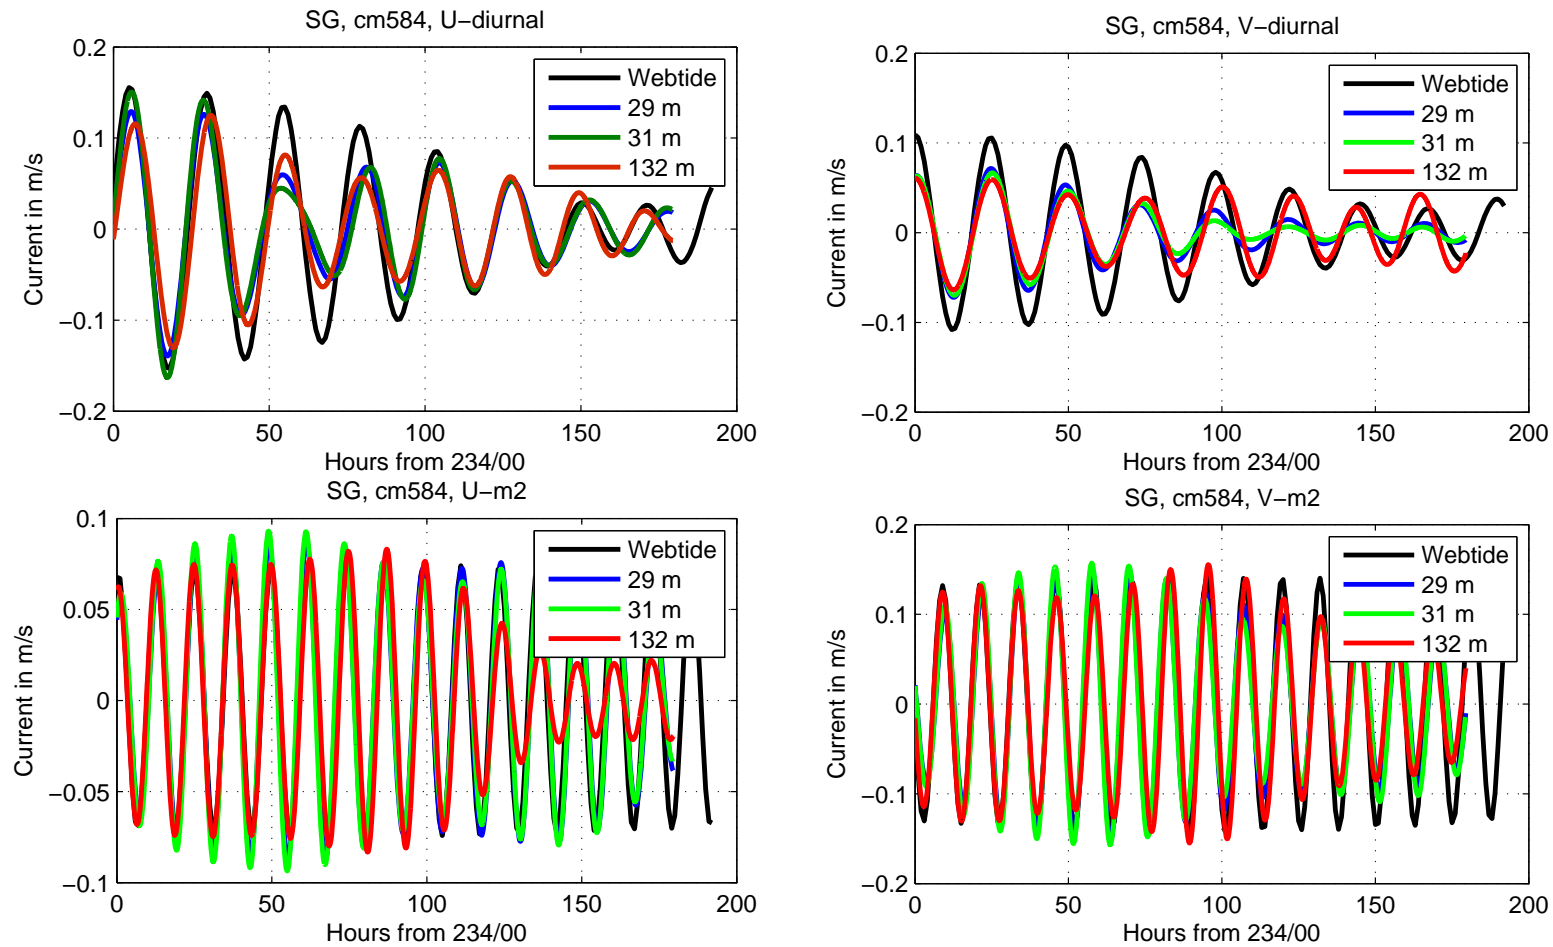 SG, cm584, U−diurnal
0.2
0.1
0
−0.1
−0.2
Current in m/s
0 50 100 150 200
Hours from 234/00
Webtide
29 m
31 m
132 m
SG, cm584, V−diurnal
0.2
0.1
0
−0.1
−0.2
Current in m/s
0 50 100 150 200
Hours from 234/00
Webtide
29 m
31 m
132 m
SG, cm584, U−m2
0.1
0.05
0
−0.05
−0.1
Current in m/s
0 50 100 150 200
Hours from 234/00
Webtide
29 m
31 m
132 m
SG, cm584, V−m2
0.2
0.1
0
−0.1
−0.2
Current in m/s
0 50 100 150 200
Hours from 234/00
Webtide
29 m
31 m
132 m